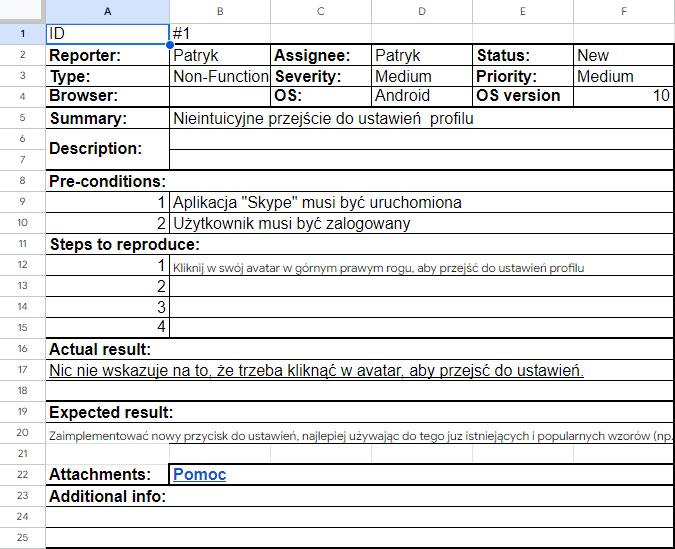 A B C D E F
1 ID #1
2 Reporter: Patryk Assignee: Patryk Status: New
3 Type: Non-Function Severity: Medium Priority: Medium
4 Browser: OS: Android OS version 10
5 Summary: Nieintuicyjne przejście do ustawień profilu
6
Description:
7
8 Pre-conditions:
9 1 Aplikacja "Skype" musi być uruchomiona
10 2 Użytkownik musi być zalogowany
11 Steps to reproduce:
12 1 Kliknij w swój avatar w górnym prawym rogu, aby przejść do ustawień profilu
13 2
14 3
15 4
16 Actual result:
17 Nic nie wskazuje na to, że trzeba kliknąć w avatar, aby przejsć do ustawień.
18
19 Expected result:
20 Zaimplementować nowy przycisk do ustawień, najlepiej używając do tego juz istniejących i popularnych wzorów (np.
21
22 Attachments: Pomoc
23 Additional info:
24
25